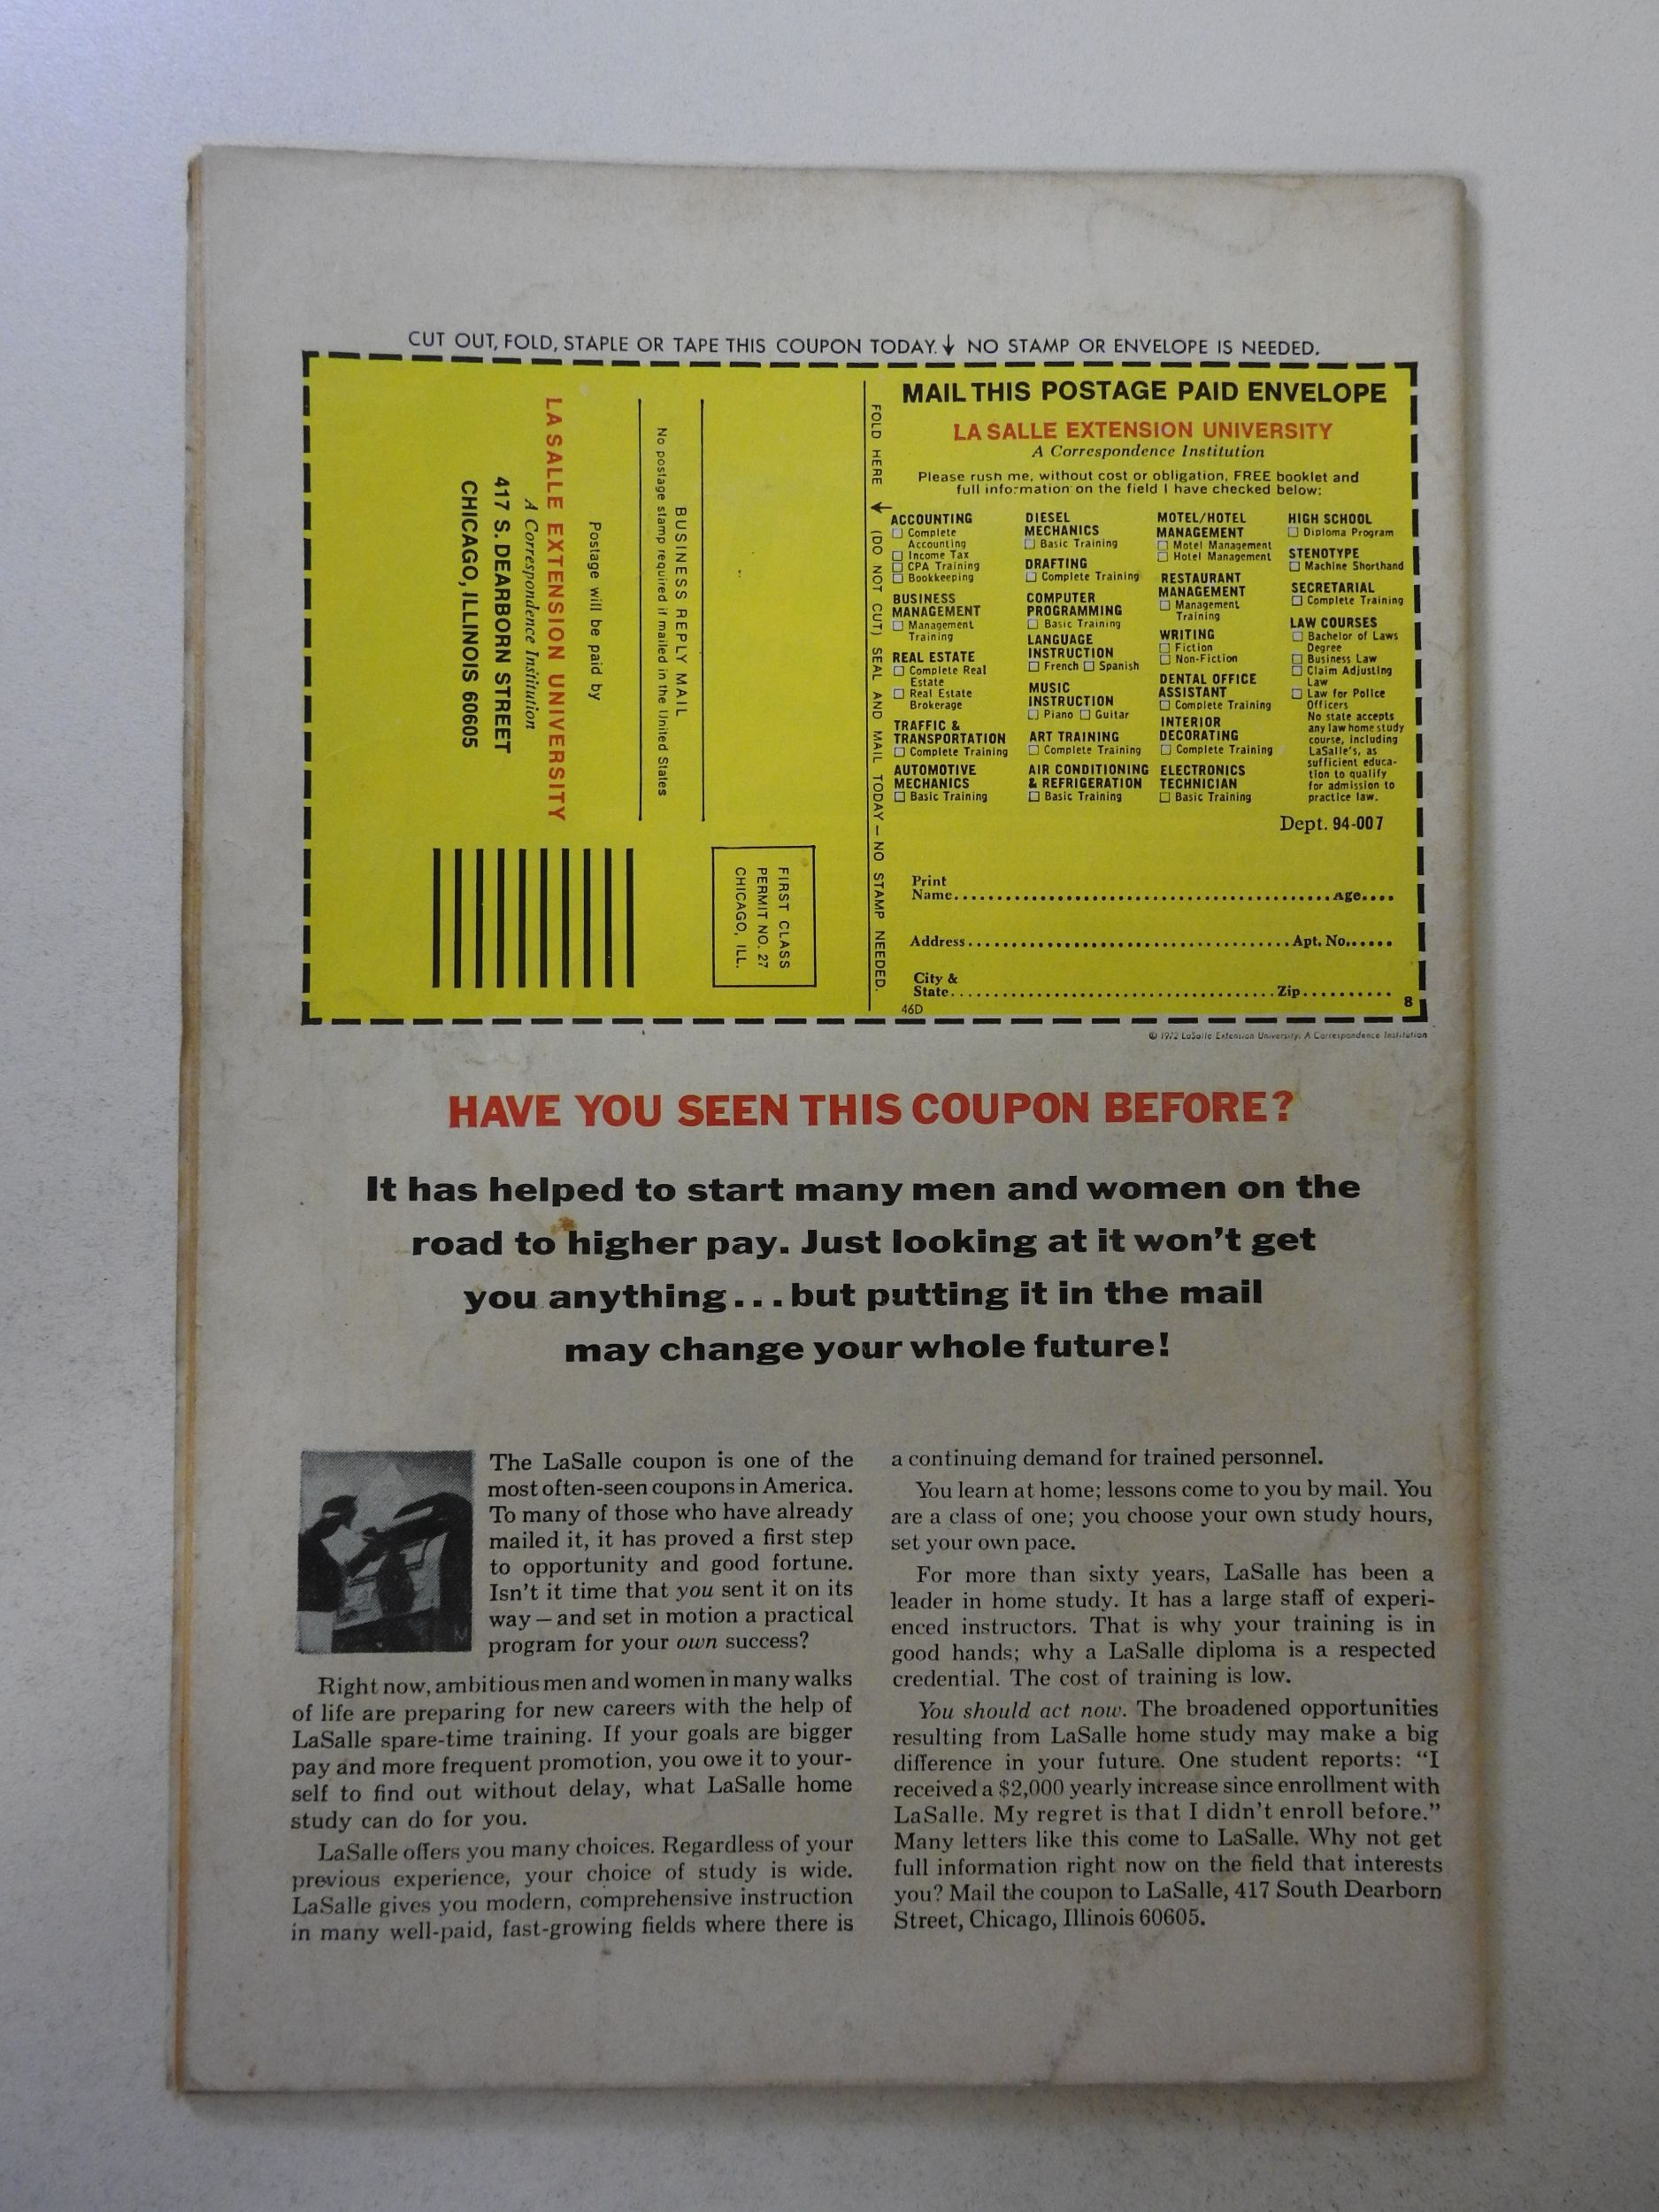 CUT OUT, FOLD, STAPLE OR TAPE THIS COUPON TODAY. ↓ NO STAMP OR ENVELOPE IS NEEDED.
FIRST CLASS
PERMIT NO. 27
CHICAGO, ILL.
BUSINESS REPLY MAIL
No postage stamp required if mailed in the United States
Postage will be paid by
LA SALLE EXTENSION UNIVERSITY
A Correspondence Institution
417 S. DEARBORN STREET
CHICAGO, ILLINOIS 60605
FOLD HERE ↓ (DO NOT CUT) SEAL AND MAIL TODAY — NO STAMP NEEDED.
MAIL THIS POSTAGE PAID ENVELOPE
LA SALLE EXTENSION UNIVERSITY
A Correspondence Institution
Please rush me, without cost or obligation, FREE booklet and
full information on the field I have checked below:
ACCOUNTING
☐ Complete
Accounting
☐ Income Tax
☐ CPA Training
☐ Bookkeeping
BUSINESS
MANAGEMENT
☐ Management
Training
REAL ESTATE
☐ Complete Real
Estate
☐ Real Estate
Brokerage
TRAFFIC &
TRANSPORTATION
☐ Complete Training
AUTOMOTIVE
MECHANICS
☐ Basic Training
DIESEL
MECHANICS
☐ Basic Training
DRAFTING
☐ Complete Training
COMPUTER
PROGRAMMING
☐ Basic Training
LANGUAGE
INSTRUCTION
☐ French ☐ Spanish
MUSIC
INSTRUCTION
☐ Piano ☐ Guitar
ART TRAINING
☐ Complete Training
AIR CONDITIONING
& REFRIGERATION
☐ Basic Training
MOTEL/HOTEL
MANAGEMENT
☐ Motel Management
☐ Hotel Management
RESTAURANT
MANAGEMENT
☐ Management
Training
WRITING
☐ Fiction
☐ Non-Fiction
DENTAL OFFICE
ASSISTANT
☐ Complete Training
INTERIOR
DECORATING
☐ Complete Training
ELECTRONICS
TECHNICIAN
☐ Basic Training
HIGH SCHOOL
☐ Diploma Program
STENOTYPE
☐ Machine Shorthand
SECRETARIAL
☐ Complete Training
LAW COURSES
☐ Bachelor of Laws
Degree
☐ Business Law
☐ Claim Adjusting
Law
☐ Law for Police
Officers
No state accepts
any law home study
course, including
LaSalle's, as
sufficient educa-
tion to qualify
for admission to
practice law.
Dept. 94-007
Print
Name.......... Age....
Address.......... Apt. No......
City &
State.......... Zip..........
46D 8
© 1972 LaSalle Extension University, A Correspondence Institution
HAVE YOU SEEN THIS COUPON BEFORE?
It has helped to start many men and women on the
road to higher pay. Just looking at it won't get
you anything...but putting it in the mail
may change your whole future!
The LaSalle coupon is one of the
most often-seen coupons in America.
To many of those who have already
mailed it, it has proved a first step
to opportunity and good fortune.
Isn't it time that you sent it on its
way — and set in motion a practical
program for your own success?
Right now, ambitious men and women in many walks
of life are preparing for new careers with the help of
LaSalle spare-time training. If your goals are bigger
pay and more frequent promotion, you owe it to your-
self to find out without delay, what LaSalle home
study can do for you.
LaSalle offers you many choices. Regardless of your
previous experience, your choice of study is wide.
LaSalle gives you modern, comprehensive instruction
in many well-paid, fast-growing fields where there is
a continuing demand for trained personnel.
You learn at home; lessons come to you by mail. You
are a class of one; you choose your own study hours,
set your own pace.
For more than sixty years, LaSalle has been a
leader in home study. It has a large staff of experi-
enced instructors. That is why your training is in
good hands; why a LaSalle diploma is a respected
credential. The cost of training is low.
You should act now. The broadened opportunities
resulting from LaSalle home study may make a big
difference in your future. One student reports: "I
received a $2,000 yearly increase since enrollment with
LaSalle. My regret is that I didn't enroll before."
Many letters like this come to LaSalle. Why not get
full information right now on the field that interests
you? Mail the coupon to LaSalle, 417 South Dearborn
Street, Chicago, Illinois 60605.